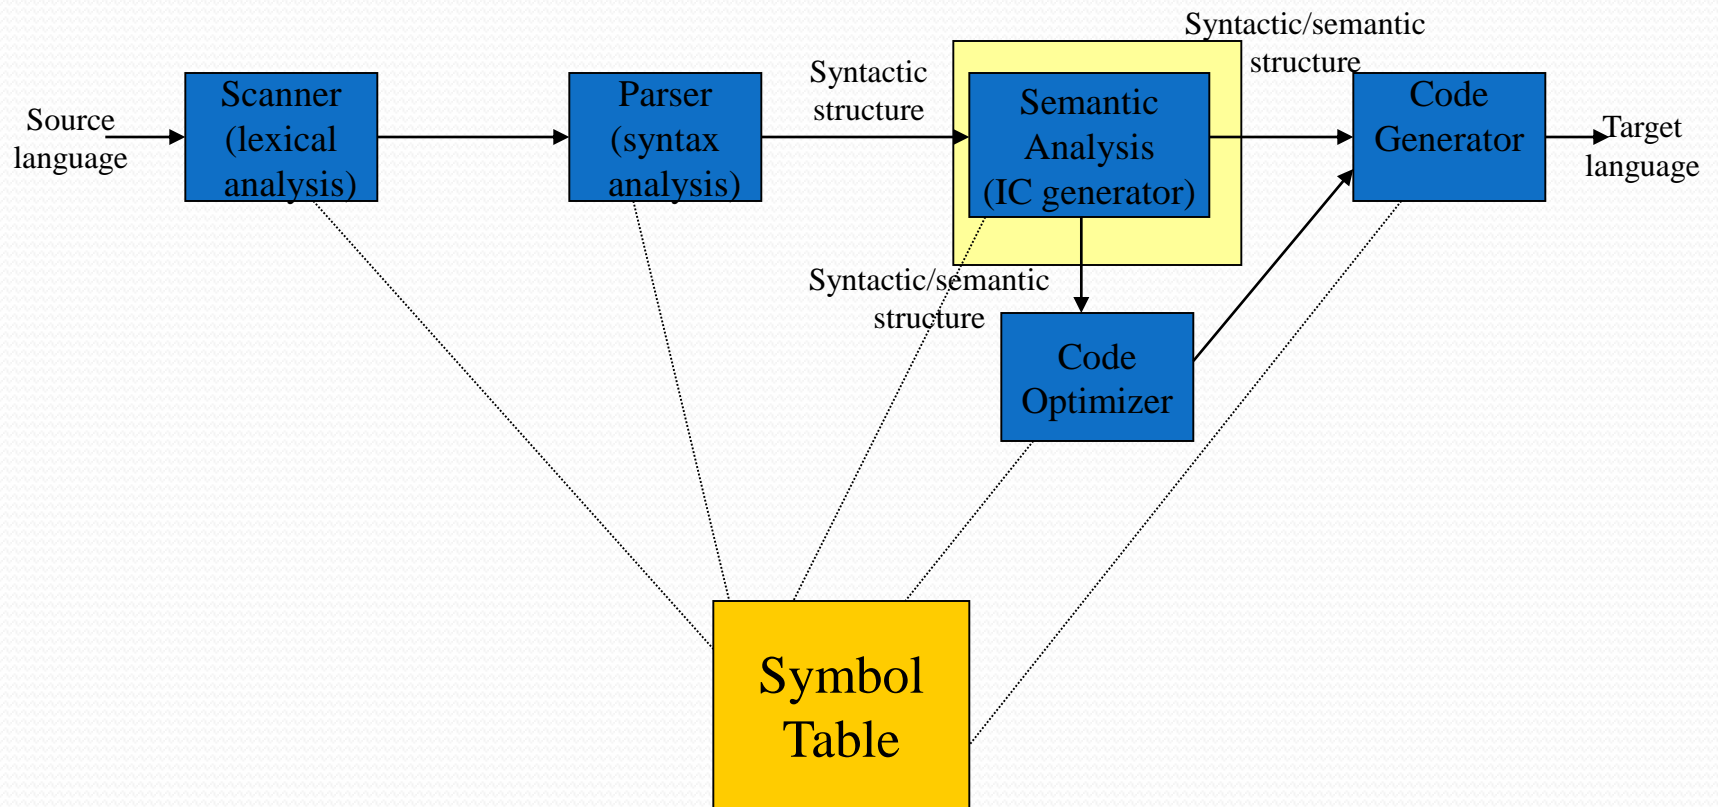 Source
language
Scanner
(lexical
analysis)
Parser
(syntax
analysis)
Syntactic
structure
Semantic
Analysis
(IC generator)
Syntactic/semantic
structure
Code
Generator
Target
language
Syntactic/semantic
structure
Code
Optimizer
Symbol
Table